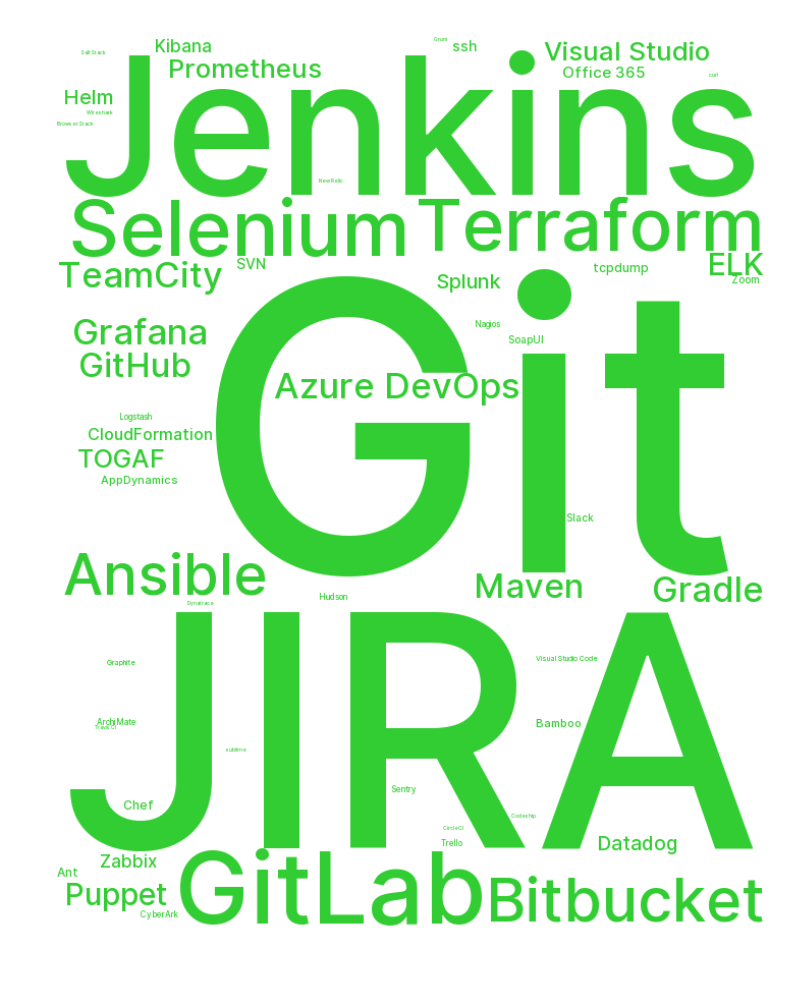 Grunt
Kibana
ssh
Visual Studio
Salt Stack
Prometheus
Office 365
curl
Jenkins
Helm
Wireshark
BrowserStack
New Relic
Selenium
Terraform
TeamCity
SVN
Splunk
tcpdump
ELK
Zoom
Git
Grafana
Nagios
SoapUI
GitHub
Azure DevOps
Logstash
CloudFormation
TOGAF
AppDynamics
Slack
Ansible
Maven
Gradle
Hudson
Dynatrace
JIRA
Graphite
Visual Studio Code
ArchiMate
Travis CI
Bamboo
sublime
Sentry
Chef
Codeship
CircleCI
Trello
Datadog
Zabbix
Ant
GitLab
Puppet
Bitbucket
CyberArk